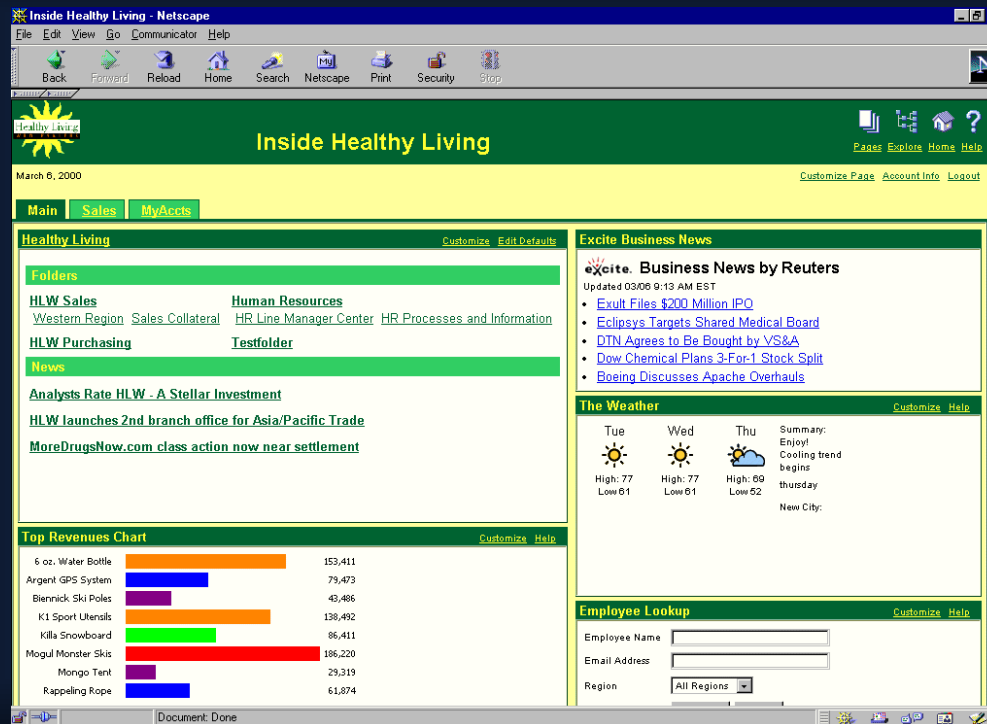 Inside Healthy Living - Netscape
File Edit View Go Communicator Help
My
Back Forward Reload Home Search Netscape Print Security Stop
Healthy Living
Inside Healthy Living
Pages Explore Home Help
March 6, 2000
Customize Page Account Info Logout
Main Sales MyAccts
Healthy Living
Customize Edit Defaults
Folders
HLW Sales
Western Region Sales Collateral
Human Resources
HR Line Manager Center HR Processes and Information
HLW Purchasing
Testfolder
News
Analysts Rate HLW - A Stellar Investment
HLW launches 2nd branch office for Asia/Pacific Trade
MoreDrugsNow.com class action now near settlement
Top Revenues Chart
Customize Help
6 oz. Water Bottle 153,411
Argent GPS System 79,473
Biennick Ski Poles 43,486
K1 Sport Utensils 138,492
Killa Snowboard 86,411
Mogul Monster Skis 186,220
Mongo Tent 29,319
Rappeling Rope 61,874
Excite Business News
excite. Business News by Reuters
Updated 03/06 9:13 AM EST
Exult Files $200 Million IPO
Eclipsys Targets Shared Medical Board
DTN Agrees to Be Bought by VS&A
Dow Chemical Plans 3-For-1 Stock Split
Boeing Discusses Apache Overhauls
The Weather
Customize Help
Tue Wed Thu
High: 77 High: 77 High: 69
Low 61 Low 61 Low 52
Summary:
Enjoy!
Cooling trend
begins
thursday
New City:
Employee Lookup
Customize Help
Employee Name
Email Address
Region All Regions
Document: Done